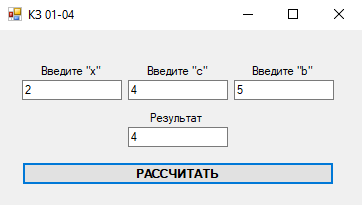 КЗ 01-04
Введите "x" Введите "c" Введите "b"
2 4 5
Результат
4
РАССЧИТАТЬ